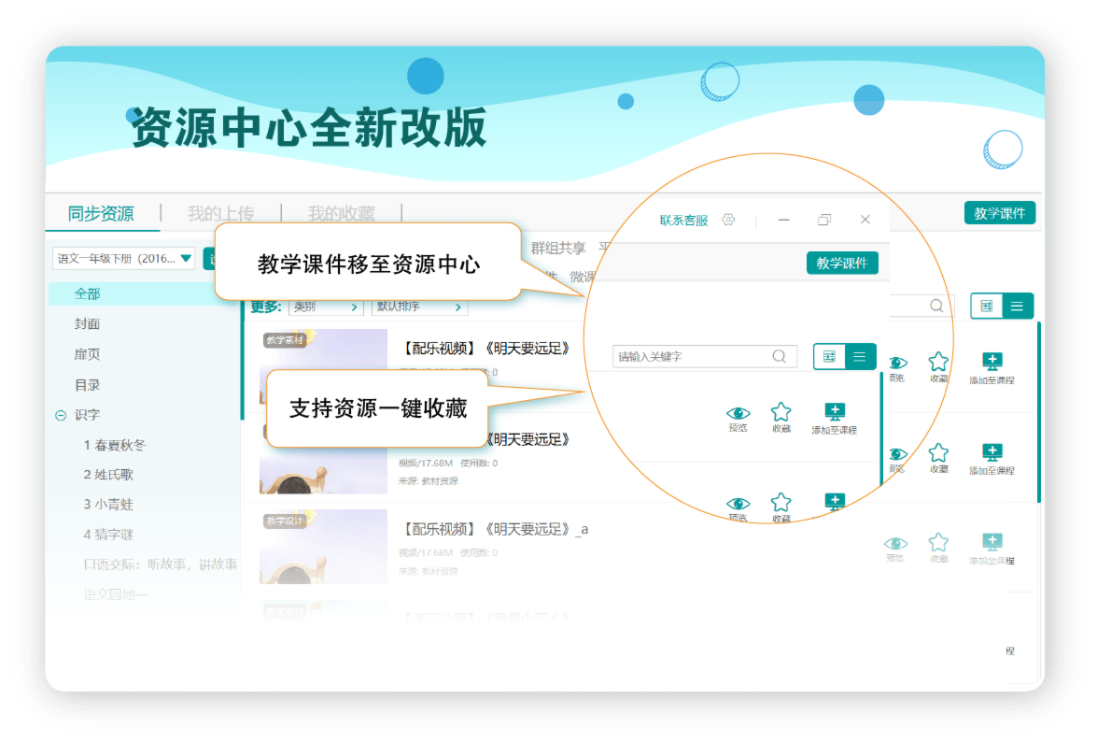 资源中心全新改版
同步资源 | 我的上传 | 我的收藏 |
教学课件
联系客服
语文一年级下册 (2016...
教学课件移至资源中心
群组共享
微课
教学课件
全部
更多: 类别 默认排序
请输入关键字
封面
扉页
目录
识字
1 春夏秋冬
2 姓氏歌
3 小青蛙
4 猜字谜
口语交际：听故事，讲故事
语文园地一
教学素材
【配乐视频】《明天要远足》
支持资源一键收藏
《明天要远足》
视频/17.68M 使用数: 0
来源: 教材资源
教学设计
【配乐视频】《明天要远足》_a
视频/17.68M 使用数: 0
来源: 教材资源
预览 收藏 添加至课程
预览 收藏
预览 收藏 添加至课程
预览 收藏 添加至课程
预览 收藏 添加至课程
程